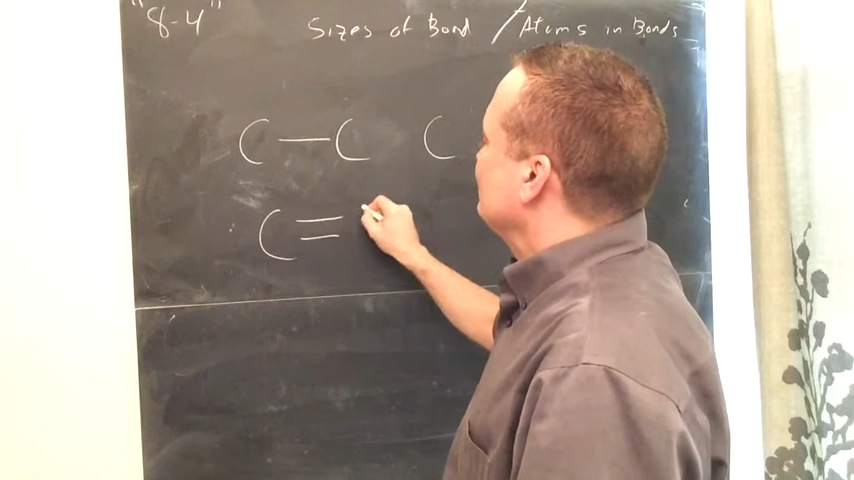 "8-4" Sizes of Bond / Atoms in Bonds
C — C C
C =